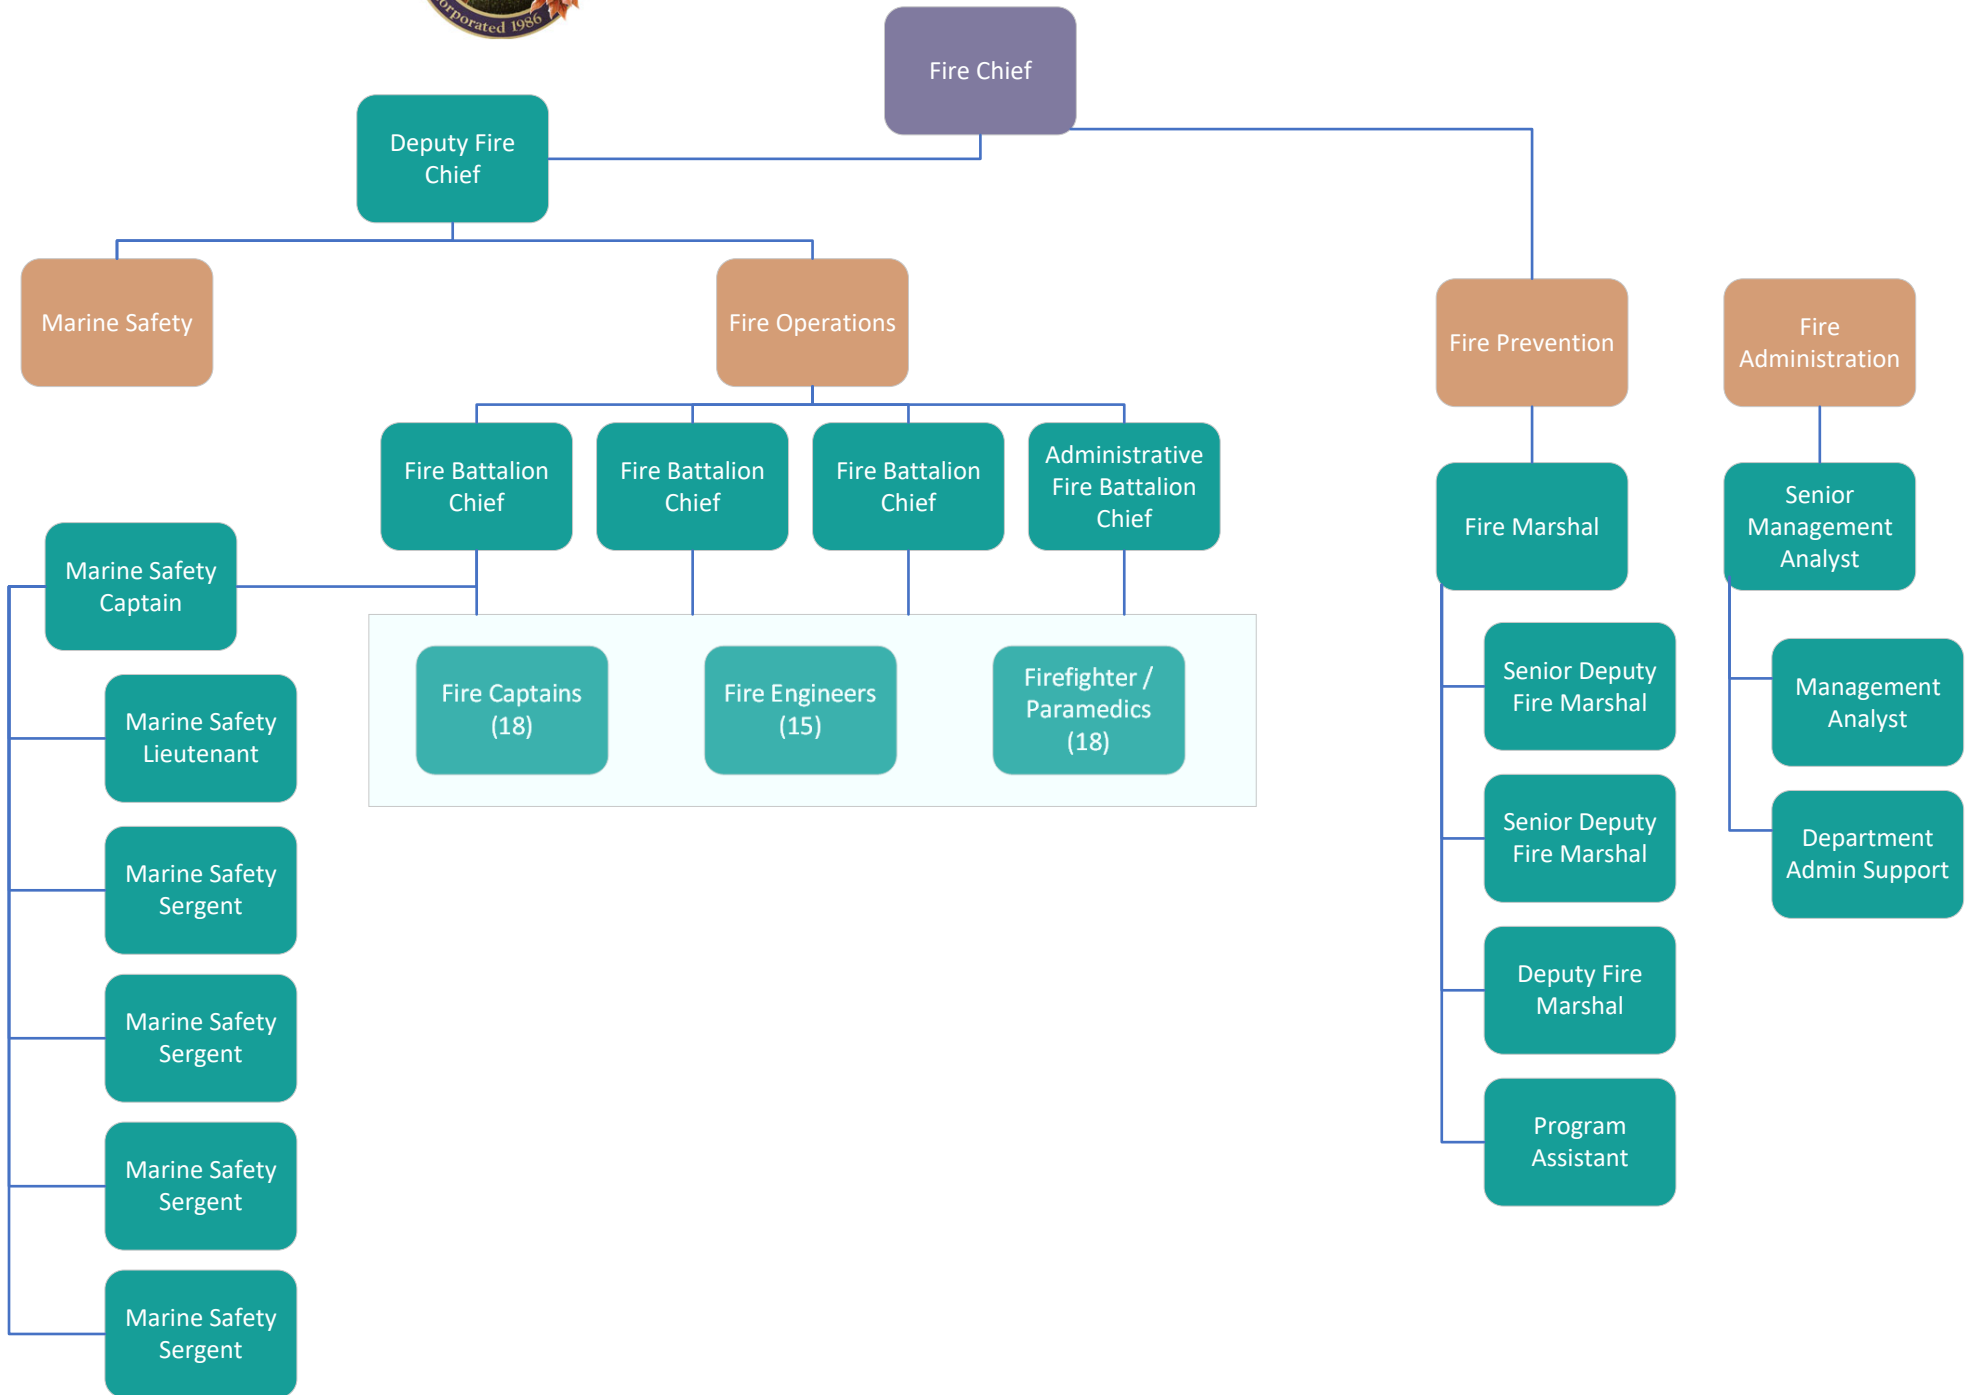 Incorporated 1986
Fire Chief
Deputy Fire
Chief
Marine Safety
Fire Operations
Fire Prevention
Fire
Administration
Fire Battalion
Chief
Fire Battalion
Chief
Fire Battalion
Chief
Administrative
Fire Battalion
Chief
Fire Marshal
Senior
Management
Analyst
Marine Safety
Captain
Fire Captains
(18)
Fire Engineers
(15)
Firefighter /
Paramedics
(18)
Marine Safety
Lieutenant
Marine Safety
Sergent
Marine Safety
Sergent
Marine Safety
Sergent
Marine Safety
Sergent
Senior Deputy
Fire Marshal
Senior Deputy
Fire Marshal
Deputy Fire
Marshal
Program
Assistant
Management
Analyst
Department
Admin Support